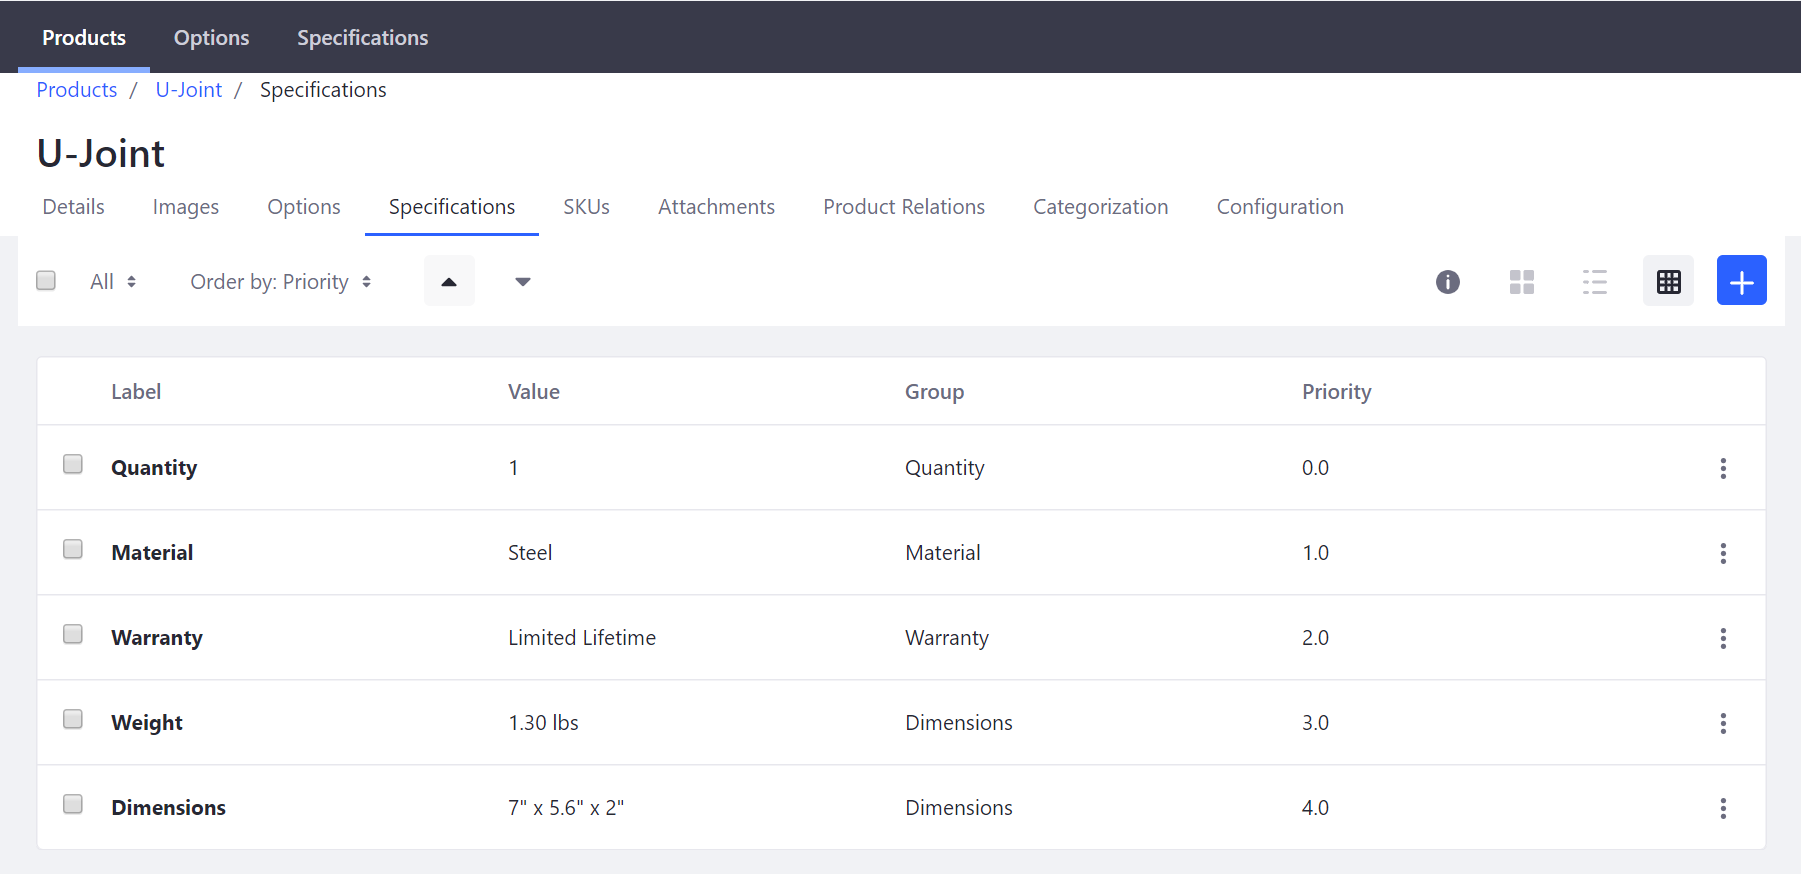 Products Options Specifications
Products / U-Joint / Specifications
U-Joint
Details Images Options Specifications SKUs Attachments Product Relations Categorization Configuration
All Order by: Priority
Label Value Group Priority
Quantity 1 Quantity 0.0
Material Steel Material 1.0
Warranty Limited Lifetime Warranty 2.0
Weight 1.30 lbs Dimensions 3.0
Dimensions 7" x 5.6" x 2" Dimensions 4.0